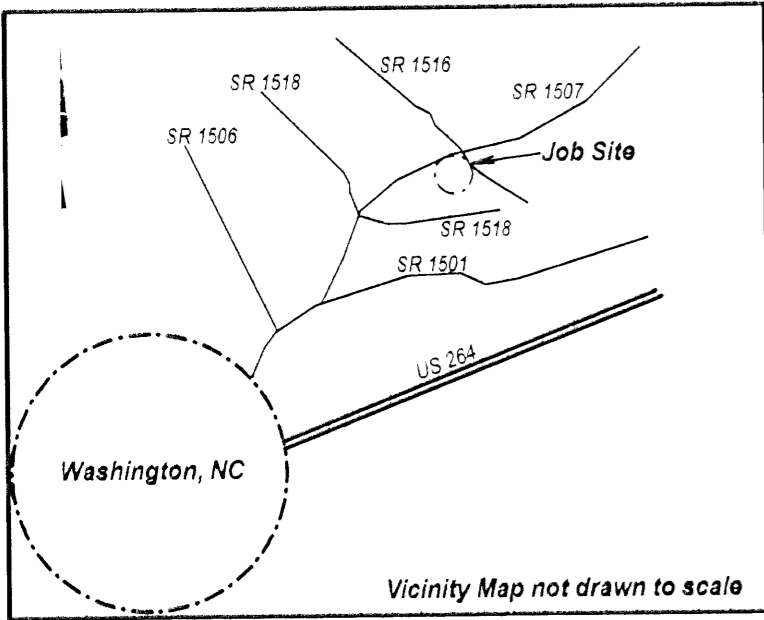 SR 1516
SR 1518
SR 1507
SR 1506
Job Site
SR 1518
SR 1501
US 264
Washington, NC
Vicinity Map not drawn to scale